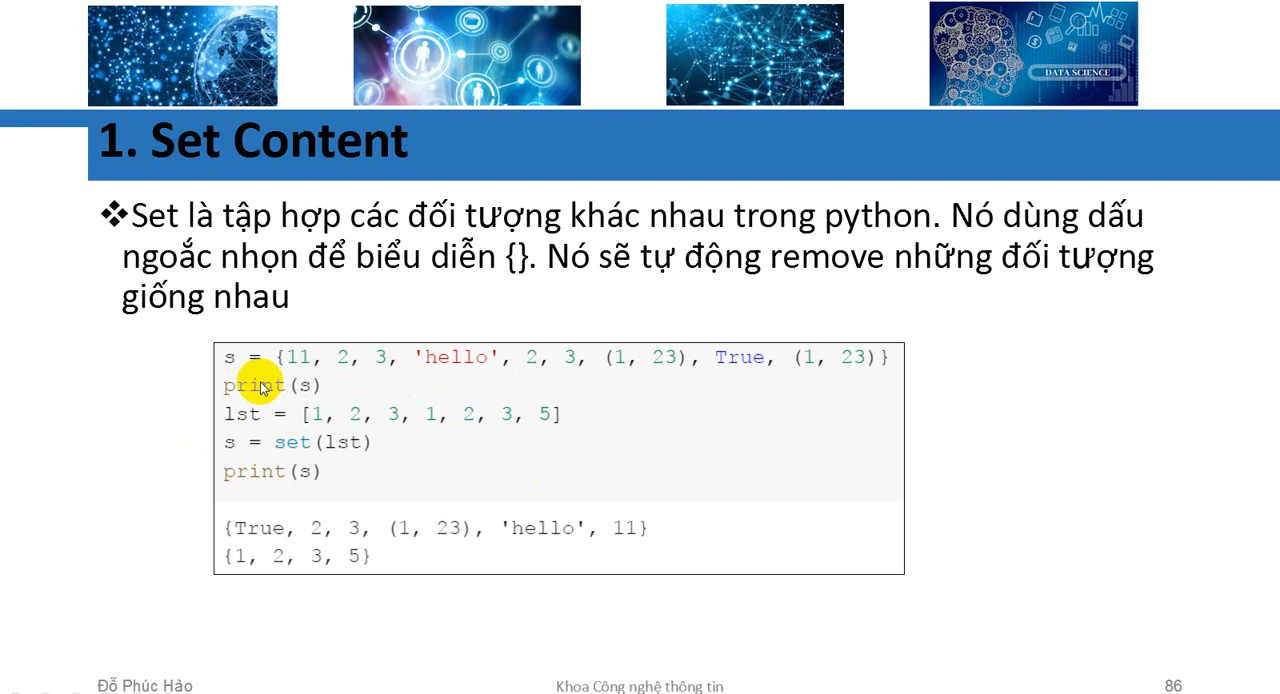 DATA SCIENCE
1. Set Content
❖Set là tập hợp các đối tượng khác nhau trong python. Nó dùng dấu
ngoắc nhọn để biểu diễn {}. Nó sẽ tự động remove những đối tượng
giống nhau
s = {11, 2, 3, 'hello', 2, 3, (1, 23), True, (1, 23)}
print(s)
lst = [1, 2, 3, 1, 2, 3, 5]
s = set(lst)
print(s)
{True, 2, 3, (1, 23), 'hello', 11}
{1, 2, 3, 5}
Đỗ Phúc Hảo Khoa Công nghệ thông tin 86